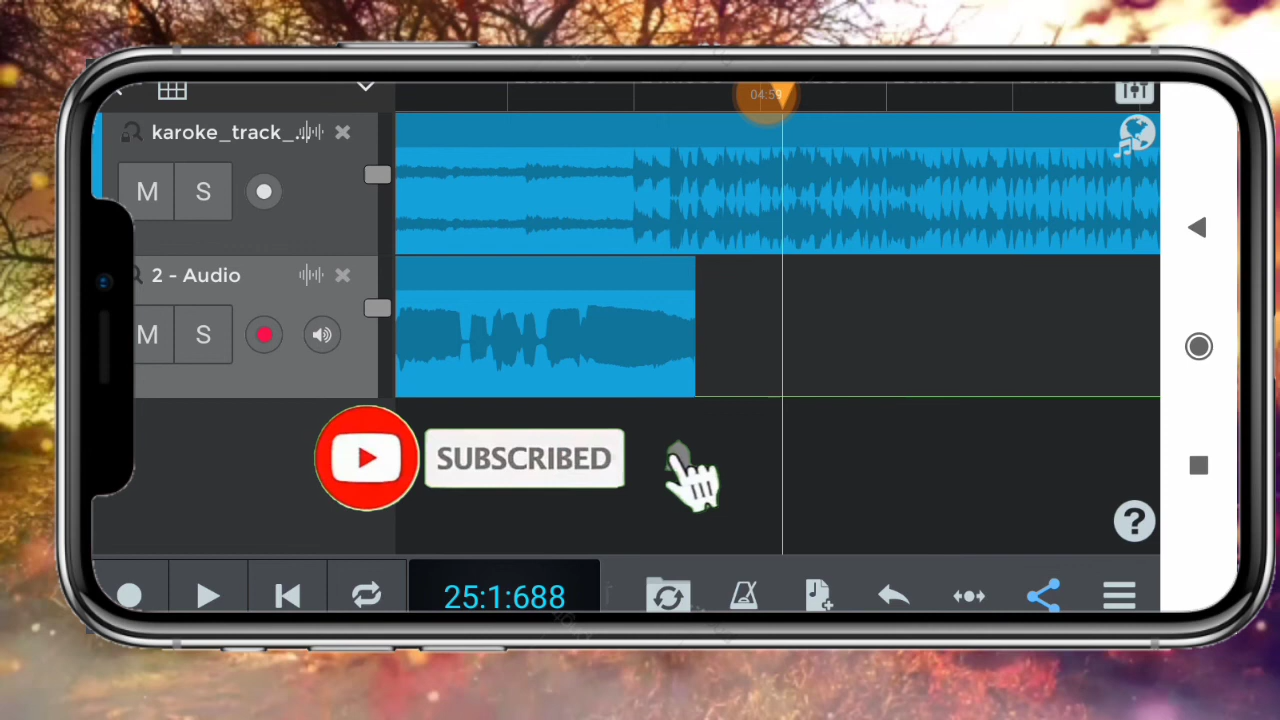 04:59
karoke_track_...
M S
2 - Audio
M S
SUBSCRIBED
?
25:1:688